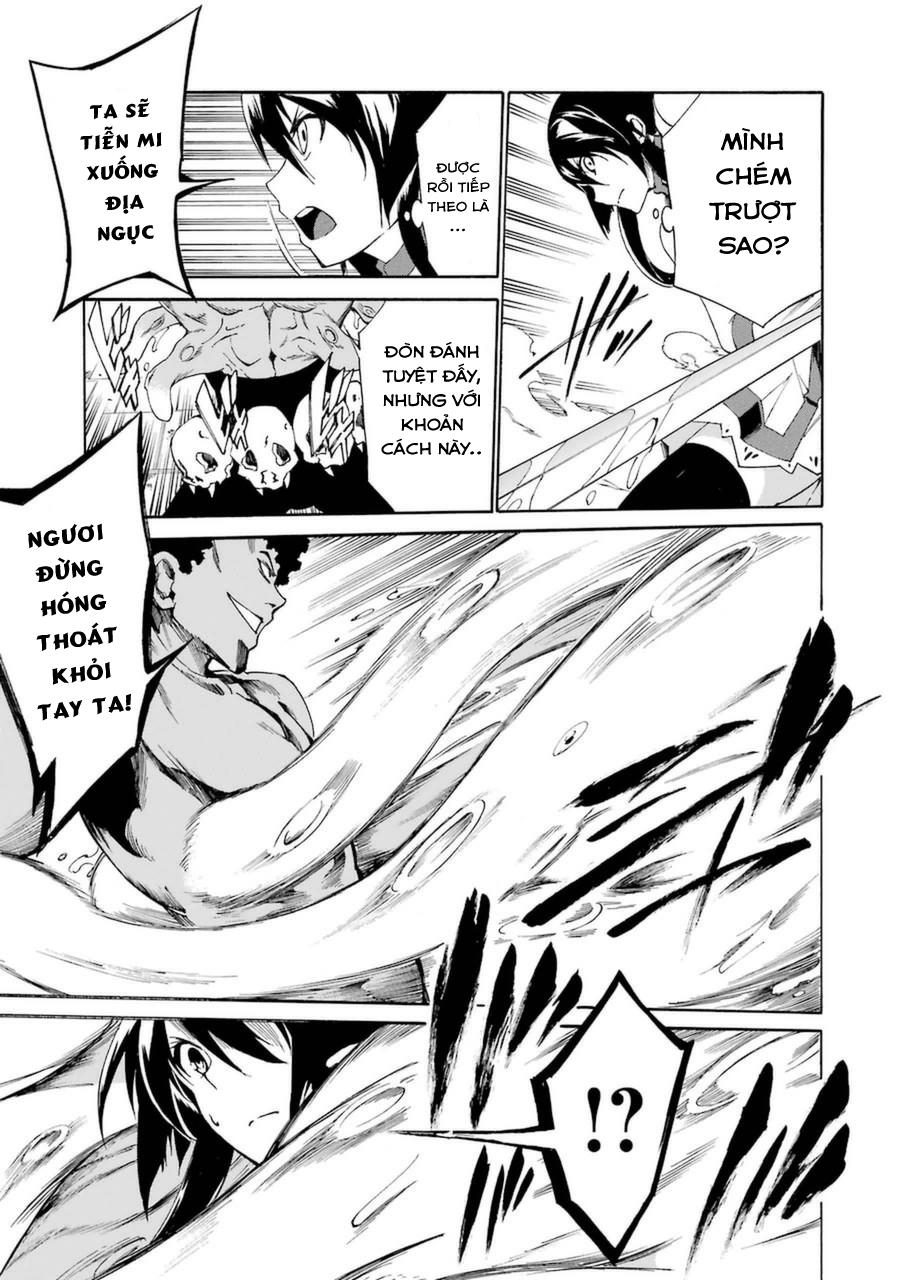 MÌNH
CHÉM
TRƯỢT
SAO?
ĐƯỢC
RỒI TIẾP
THEO LÀ
...
TA SẼ
TIỄN MI
XUỐNG
ĐỊA
NGỤC
ĐÒN ĐÁNH
TUYỆT ĐẤY,
NHƯNG VỚI
KHOẢN
CÁCH NÀY..
NGƯƠI
ĐỪNG
HÓNG
THOÁT
KHỎI
TAY TA!
!?